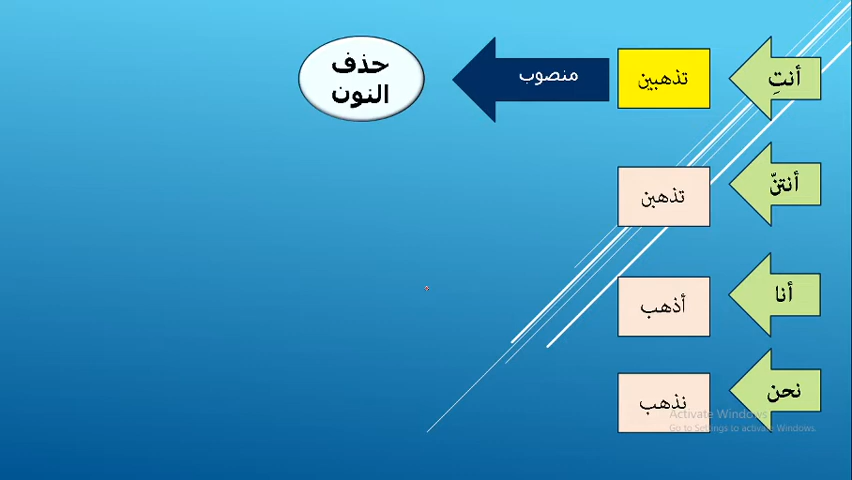 أنتِ
تذهبين
منصوب
حذف
النون
أنتنّ
تذهبن
أنا
أذهب
نحن
نذهب
Activate Windows
Go to Settings to activate Windows.